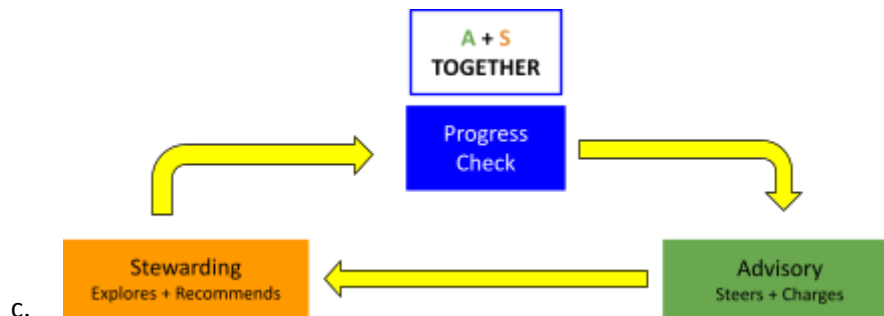 A + S
TOGETHER
Progress
Check
Stewarding
Explores + Recommends
Advisory
Steers + Charges
c.